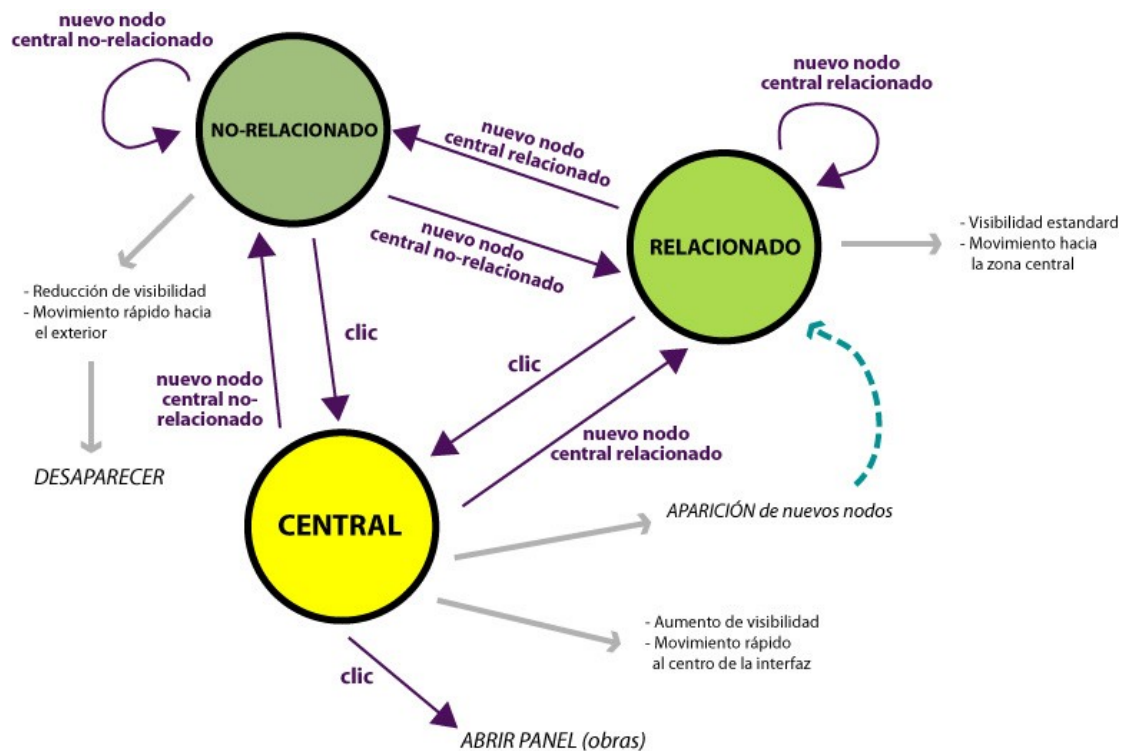 nuevo nodo
central no-relacionado
NO-RELACIONADO
nuevo nodo
central relacionado
nuevo nodo
central relacionado
nuevo nodo
central no-relacionado
RELACIONADO
- Visibilidad estandard
- Movimiento hacia
la zona central
- Reducción de visibilidad
- Movimiento rápido hacia
el exterior
clic
clic
nuevo nodo
central no-
relacionado
nuevo nodo
central relacionado
DESAPARECER
CENTRAL
APARICIÓN de nuevos nodos
- Aumento de visibilidad
- Movimiento rápido
al centro de la interfaz
clic
ABRIR PANEL (obras)